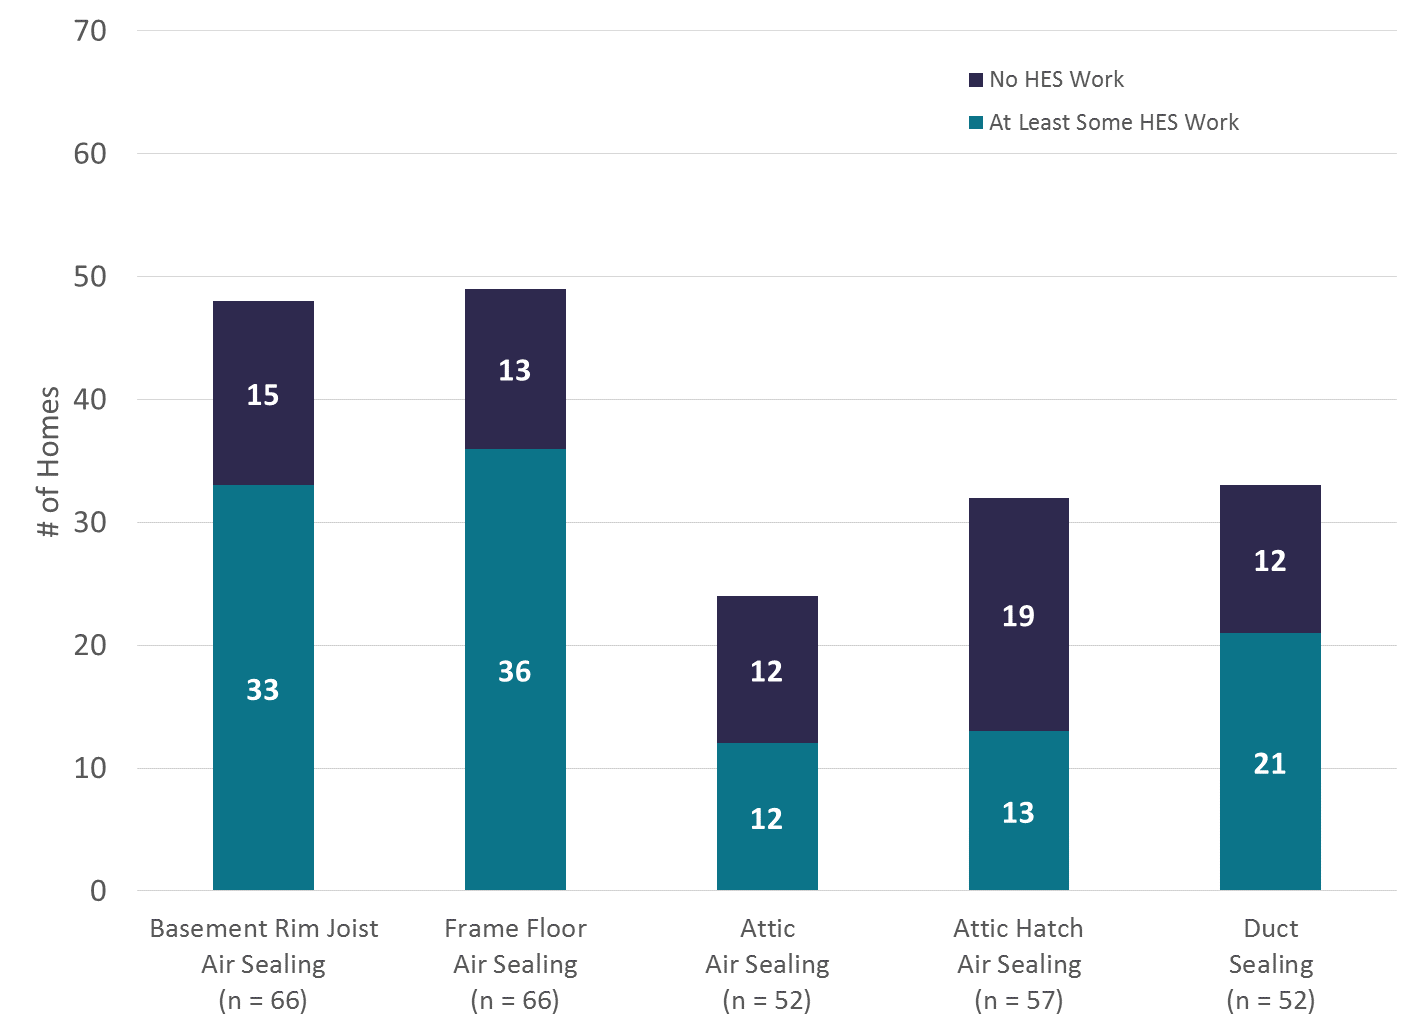 70
60
50
40
30
20
10
0
# of Homes
No HES Work
At Least Some HES Work
15
33
13
36
12
12
19
13
12
21
Basement Rim Joist
Air Sealing
(n = 66)
Frame Floor
Air Sealing
(n = 66)
Attic
Air Sealing
(n = 52)
Attic Hatch
Air Sealing
(n = 57)
Duct
Sealing
(n = 52)